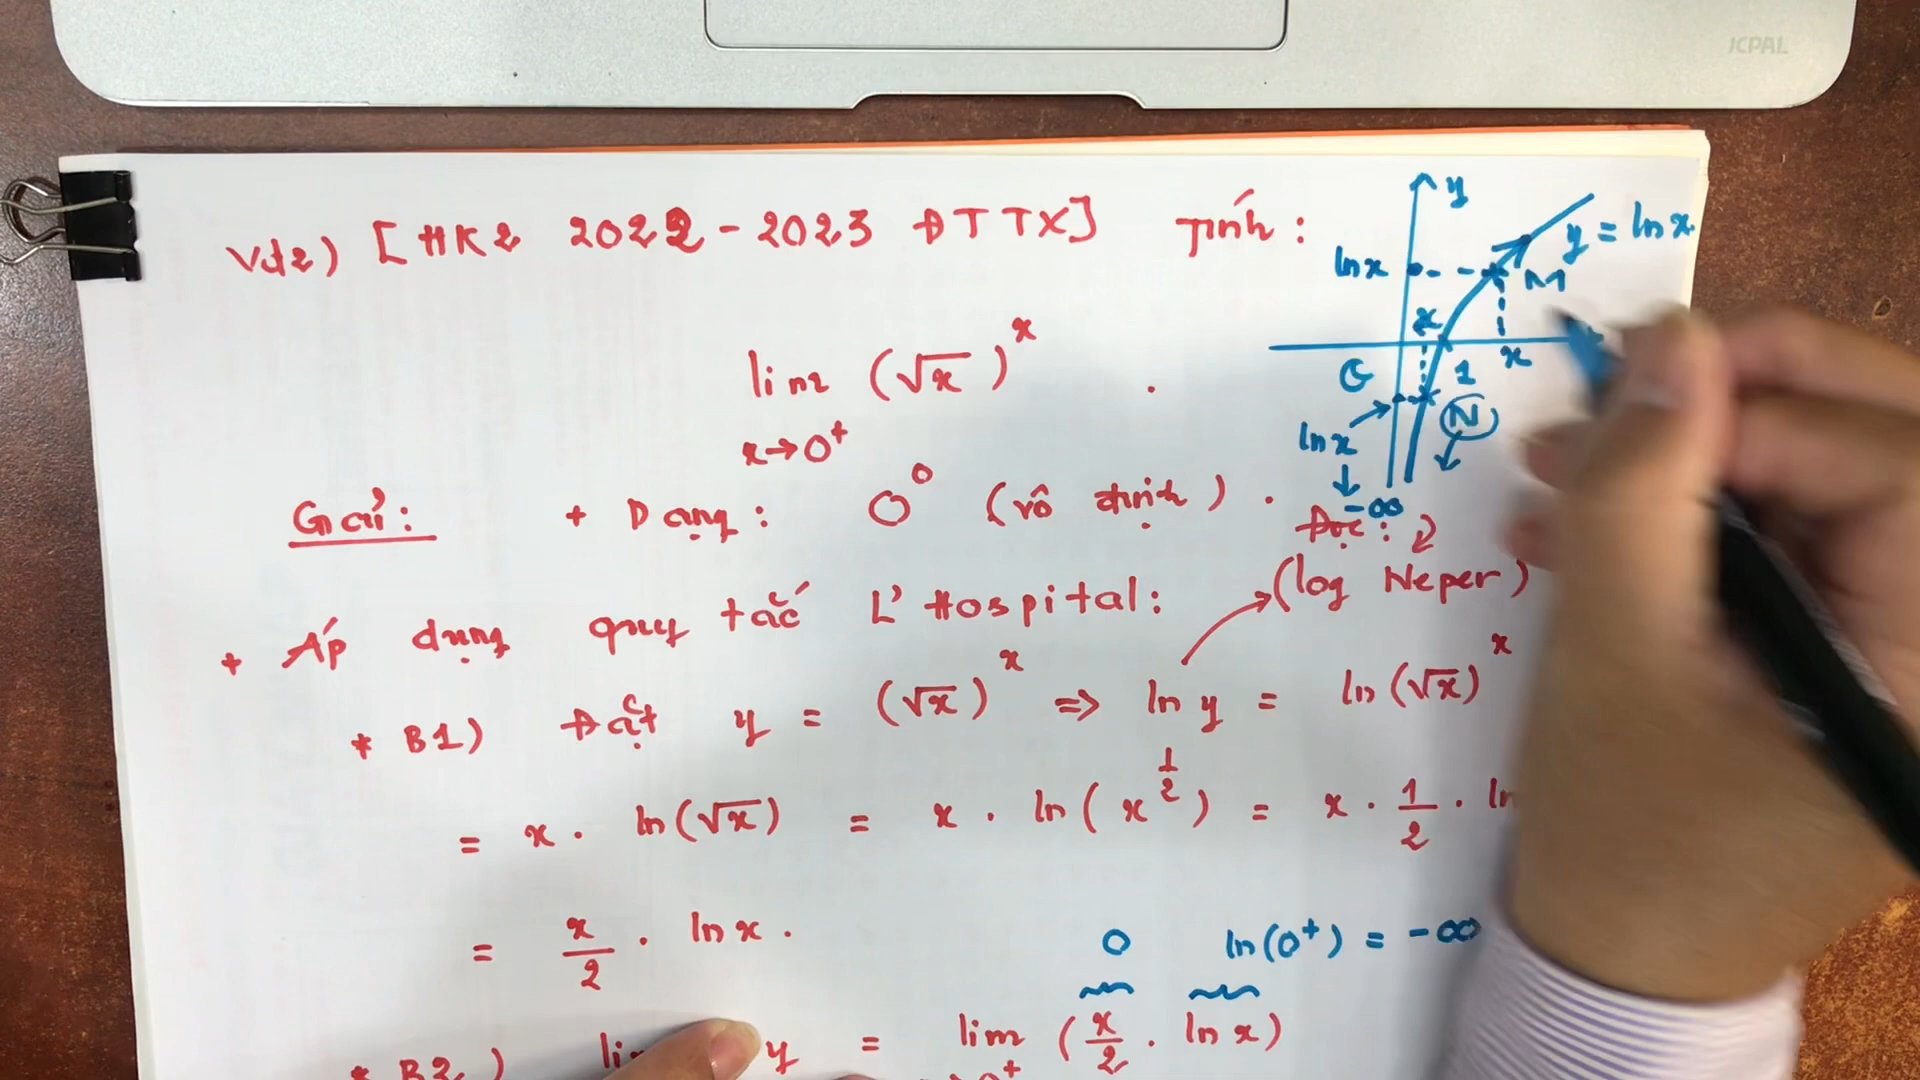 JCPAL
Vd2) [HK2 2022-2023 ĐTTX] Tính:
lim (√x)^x .
x→0⁺
Giải: + Dạng: 0^0 (vô định).
Đọc:
(log Neper)
+ Áp dụng quy tắc L'Hospital:
* B1) Đặt y = (√x)^x ⇒ ln y = ln(√x)^x
= x . ln(√x) = x . ln(x^(1/2)) = x . 1/2 . ln
= x/2 . ln x .
0 ln(0⁺) = -∞
* B2) y = lim (x/2 . ln x)
y
y = ln x
ln x
M
x
x
O
1
N
ln x
-∞